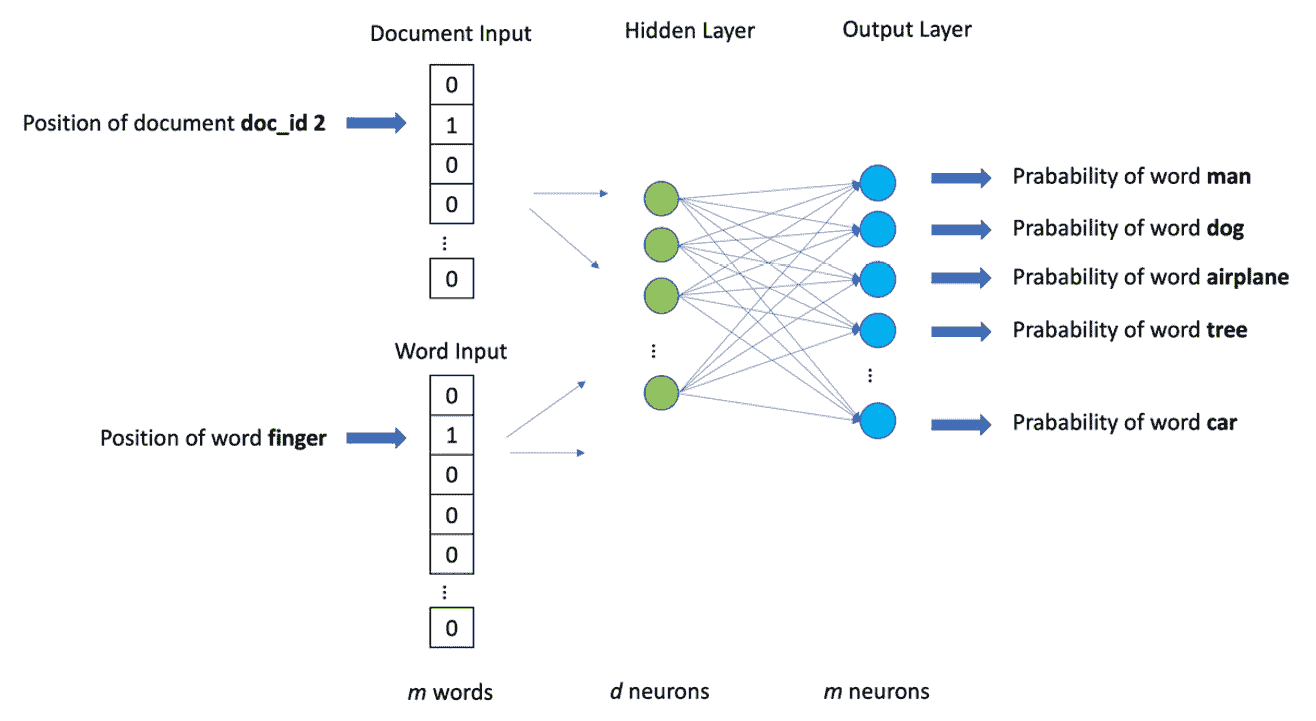 Document Input
Hidden Layer
Output Layer
0
Position of document doc_id 2
1
0
0
...
0
Prabability of word man
Prabability of word dog
Prabability of word airplane
...
Prabability of word tree
...
Prabability of word car
Word Input
0
Position of word finger
1
0
0
0
...
0
m words
d neurons
m neurons